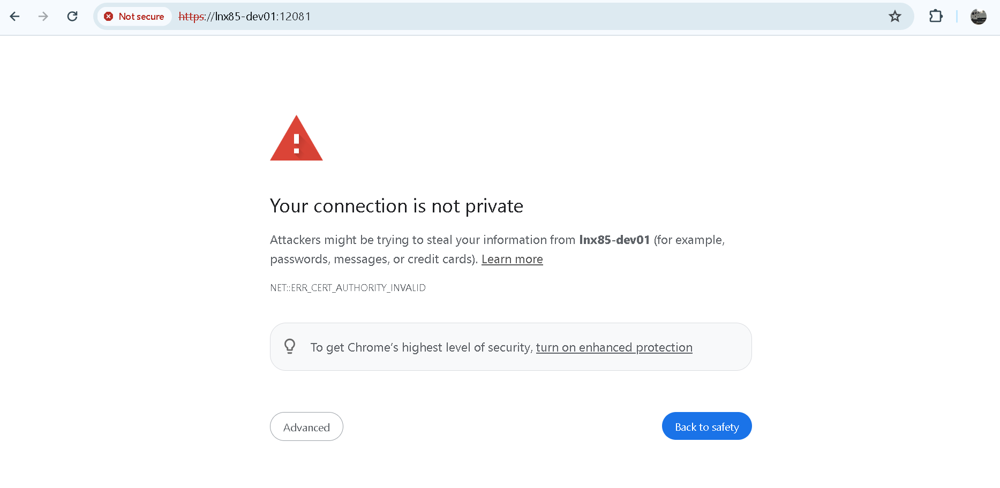 Not secure https://lnx85-dev01:12081
Your connection is not private
Attackers might be trying to steal your information from lnx85-dev01 (for example,
passwords, messages, or credit cards). Learn more
NET::ERR_CERT_AUTHORITY_INVALID
To get Chrome’s highest level of security, turn on enhanced protection
Advanced
Back to safety